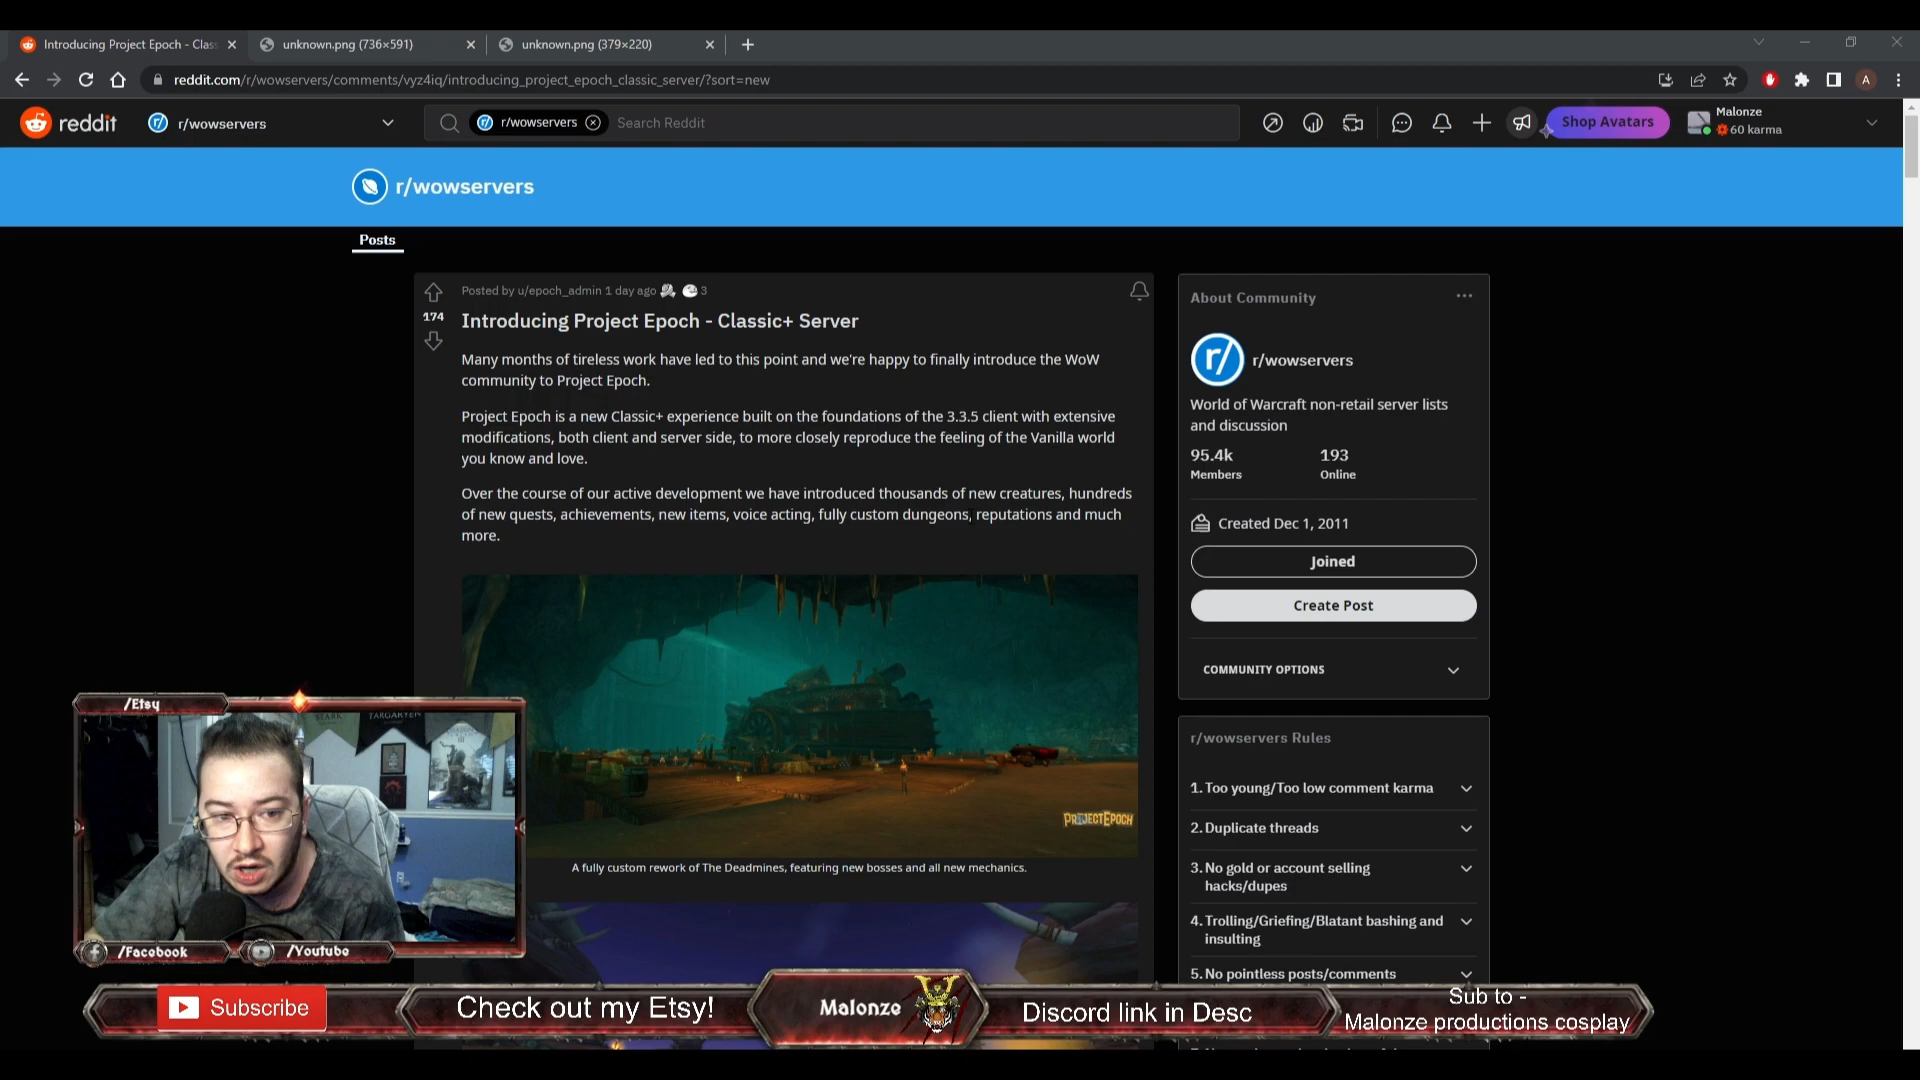 Introducing Project Epoch - Clas
unknown.png (736×591)
unknown.png (379×220)
reddit.com/r/wowservers/comments/vyz4iq/introducing_project_epoch_classic_server/?sort=new
A
reddit
r/wowservers
r/wowservers
Search Reddit
Shop Avatars
Malonze
60 karma
r/wowservers
Posts
Posted by u/epoch_admin 1 day ago
3
174
Introducing Project Epoch - Classic+ Server
Many months of tireless work have led to this point and we're happy to finally introduce the WoW
community to Project Epoch.
Project Epoch is a new Classic+ experience built on the foundations of the 3.3.5 client with extensive
modifications, both client and server side, to more closely reproduce the feeling of the Vanilla world
you know and love.
Over the course of our active development we have introduced thousands of new creatures, hundreds
of new quests, achievements, new items, voice acting, fully custom dungeons, reputations and much
more.
PROJECT EPOCH
A fully custom rework of The Deadmines, featuring new bosses and all new mechanics.
About Community
r/
r/wowservers
World of Warcraft non-retail server lists
and discussion
95.4k
Members
193
Online
Created Dec 1, 2011
Joined
Create Post
COMMUNITY OPTIONS
r/wowservers Rules
1. Too young/Too low comment karma
2. Duplicate threads
3. No gold or account selling
hacks/dupes
4. Trolling/Griefing/Blatant bashing and
insulting
5. No pointless posts/comments
/Etsy
STARK
TARGARYEN
/Facebook
/Youtube
Subscribe
Check out my Etsy!
Malonze
Discord link in Desc
Sub to -
Malonze productions cosplay